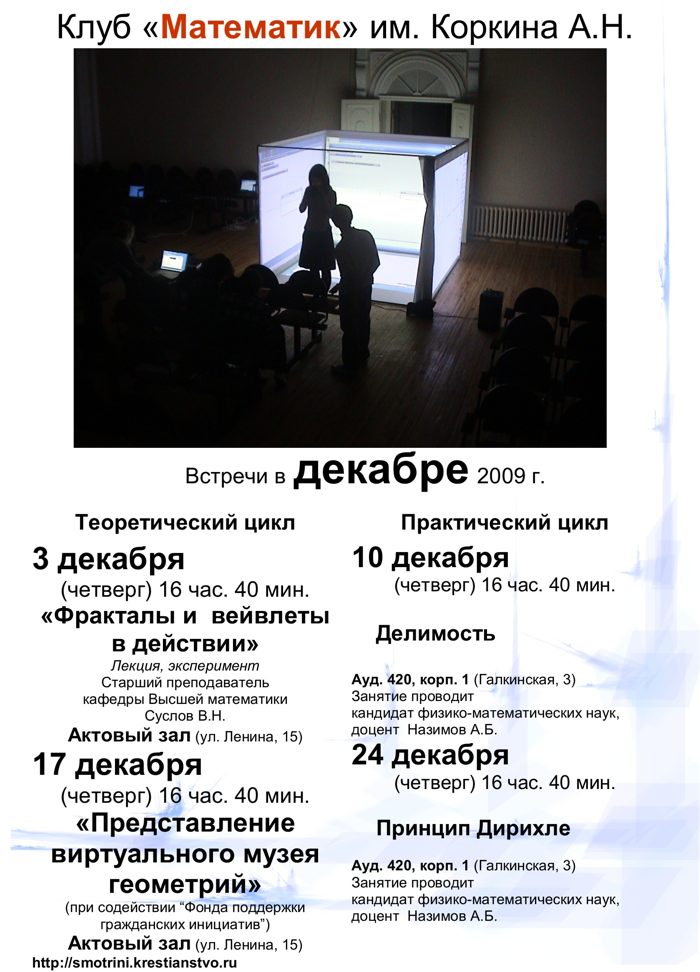 Клуб «Математик» им. Коркина А.Н.
Встречи в декабре 2009 г.
Теоретический цикл
3 декабря
(четверг) 16 час. 40 мин.
«Фракталы и вейвлеты
в действии»
Лекция, эксперимент
Старший преподаватель
кафедры Высшей математики
Суслов В.Н.
Актовый зал (ул. Ленина, 15)
17 декабря
(четверг) 16 час. 40 мин.
«Представление
виртуального музея
геометрий»
(при содействии “Фонда поддержки
гражданских инициатив”)
Актовый зал (ул. Ленина, 15)
http://smotrini.krestianstvo.ru
Практический цикл
10 декабря
(четверг) 16 час. 40 мин.
Делимость
Ауд. 420, корп. 1 (Галкинская, 3)
Занятие проводит
кандидат физико-математических наук,
доцент Назимов А.Б.
24 декабря
(четверг) 16 час. 40 мин.
Принцип Дирихле
Ауд. 420, корп. 1 (Галкинская, 3)
Занятие проводит
кандидат физико-математических наук,
доцент Назимов А.Б.